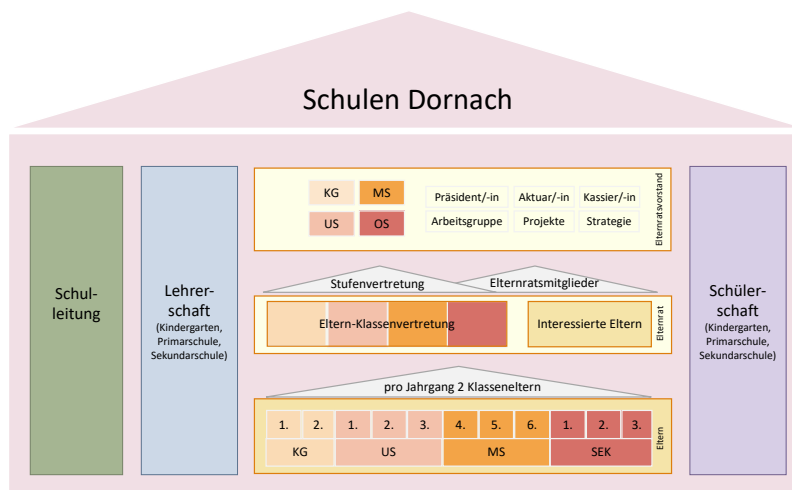 Schulen Dornach
Schul-
leitung
Lehrer-
schaft
(Kindergarten,
Primarschule,
Sekundarschule)
KG
MS
US
OS
Präsident/-in
Aktuar/-in
Kassier/-in
Arbeitsgruppe
Projekte
Strategie
Elternratsvorstand
Stufenvertretung
Elternratsmitglieder
Eltern-Klassenvertretung
Interessierte Eltern
Elternrat
pro Jahrgang 2 Klasseneltern
1.
2.
1.
2.
3.
4.
5.
6.
1.
2.
3.
KG
US
MS
SEK
Eltern
Schüler-
schaft
(Kindergarten,
Primarschule,
Sekundarschule)